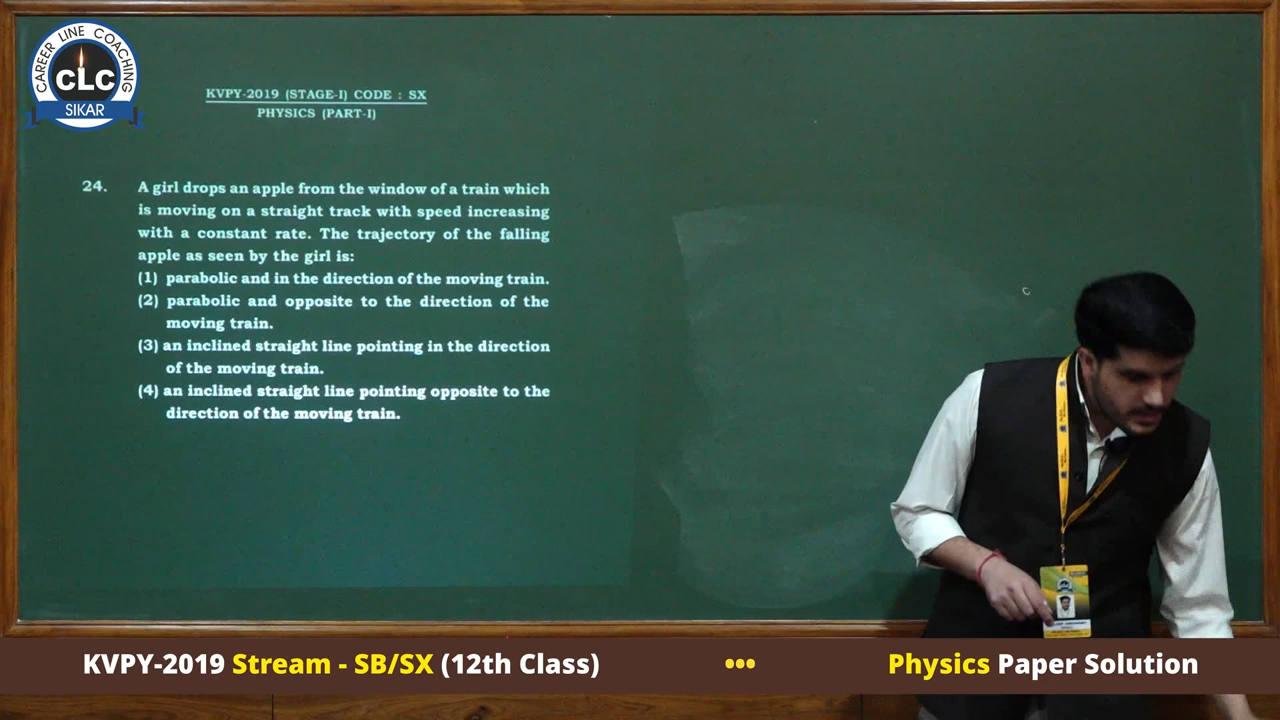 CAREER LINE COACHING
CLC
SIKAR
KVPY-2019 (STAGE-I) CODE : SX
PHYSICS (PART-I)
24. A girl drops an apple from the window of a train which
is moving on a straight track with speed increasing
with a constant rate. The trajectory of the falling
apple as seen by the girl is:
(1) parabolic and in the direction of the moving train.
(2) parabolic and opposite to the direction of the
moving train.
(3) an inclined straight line pointing in the direction
of the moving train.
(4) an inclined straight line pointing opposite to the
direction of the moving train.
KVPY-2019 Stream - SB/SX (12th Class) ••• Physics Paper Solution